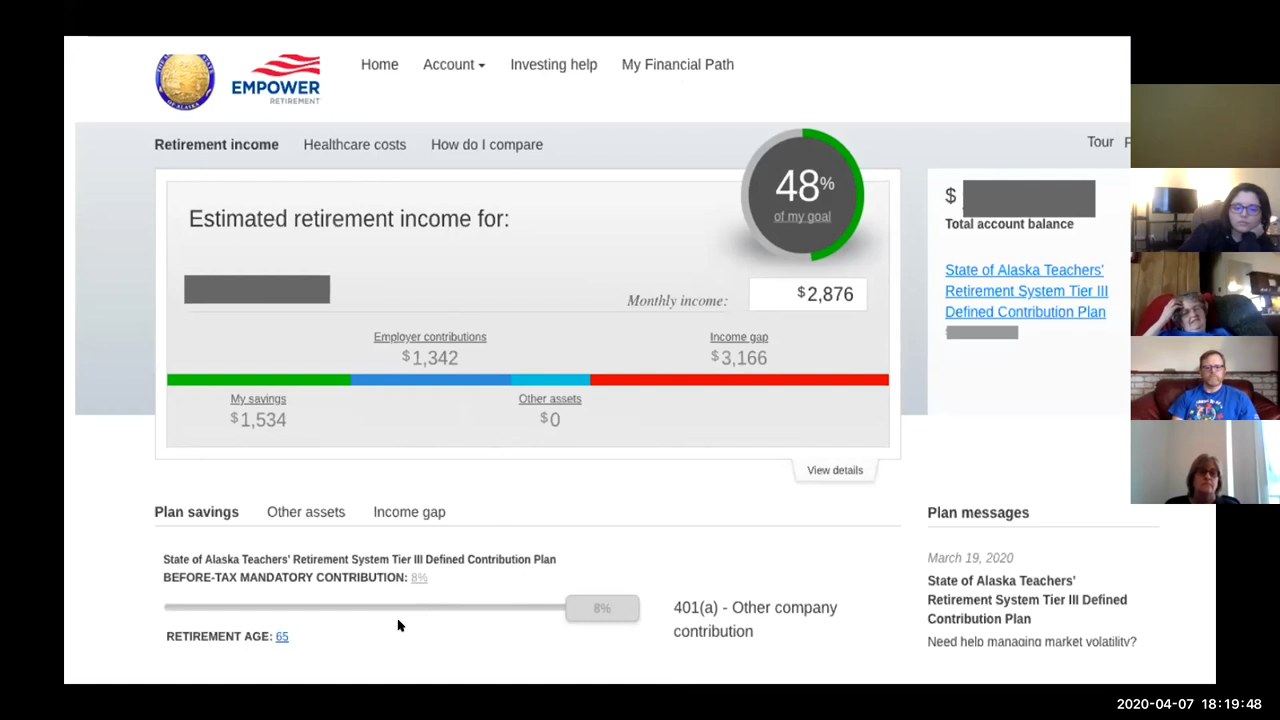 OF ALASKA
EMPOWER
RETIREMENT
Home Account Investing help My Financial Path
Retirement income Healthcare costs How do I compare
Tour
48%
of my goal
Estimated retirement income for:
Monthly income: $2,876
Employer contributions
$1,342
Income gap
$3,166
My savings
$1,534
Other assets
$0
View details
$
Total account balance
State of Alaska Teachers'
Retirement System Tier III
Defined Contribution Plan
Plan savings Other assets Income gap
State of Alaska Teachers' Retirement System Tier III Defined Contribution Plan
BEFORE-TAX MANDATORY CONTRIBUTION: 8%
8%
RETIREMENT AGE: 65
401(a) - Other company
contribution
Plan messages
March 19, 2020
State of Alaska Teachers'
Retirement System Tier III Defined
Contribution Plan
Need help managing market volatility?
2020-04-07 18:19:48